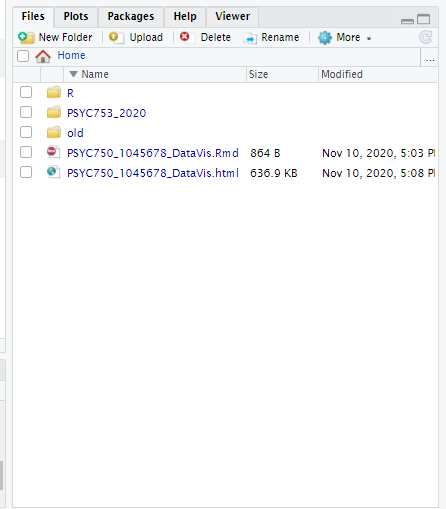 Files Plots Packages Help Viewer
New Folder Upload Delete Rename More
Home ...
Name Size Modified
R
PSYC753_2020
old
PSYC750_1045678_DataVis.Rmd 864 B Nov 10, 2020, 5:03 P
PSYC750_1045678_DataVis.html 636.9 KB Nov 10, 2020, 5:08 P